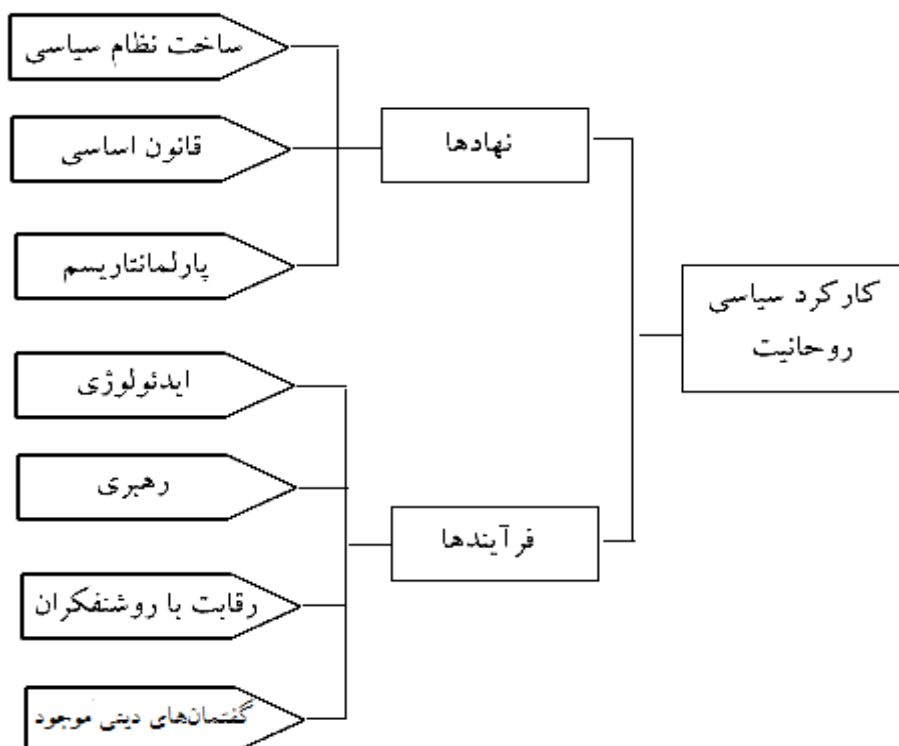 کارکرد سیاسی
روحانیت
نهادها
ساخت نظام سیاسی
قانون اساسی
پارلمانتاریسم
فرآیندها
ایدئولوژی
رهبری
رقابت با روشنفکران
گفتمان‌های دینی موجود